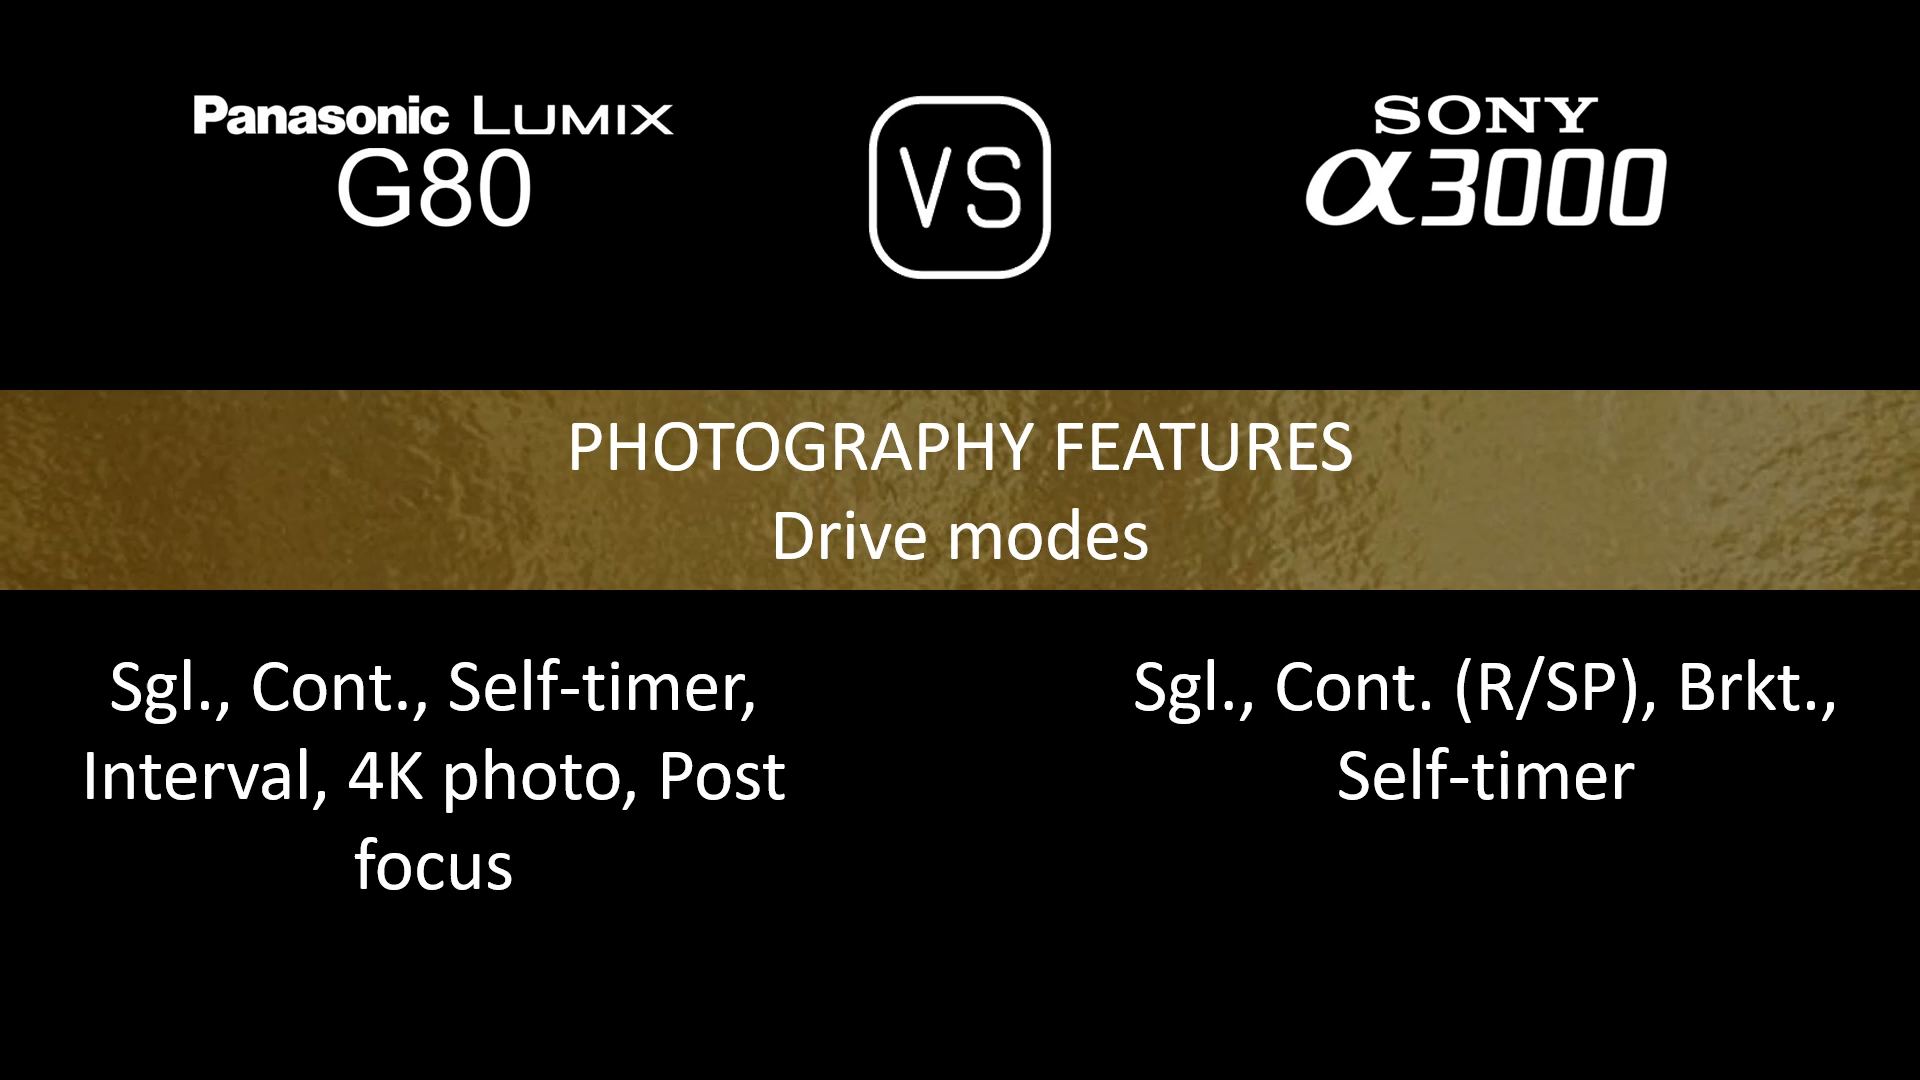 Panasonic LUMIX
G80
VS
SONY
α3000
PHOTOGRAPHY FEATURES
Drive modes
Sgl., Cont., Self-timer,
Interval, 4K photo, Post
focus
Sgl., Cont. (R/SP), Brkt.,
Self-timer